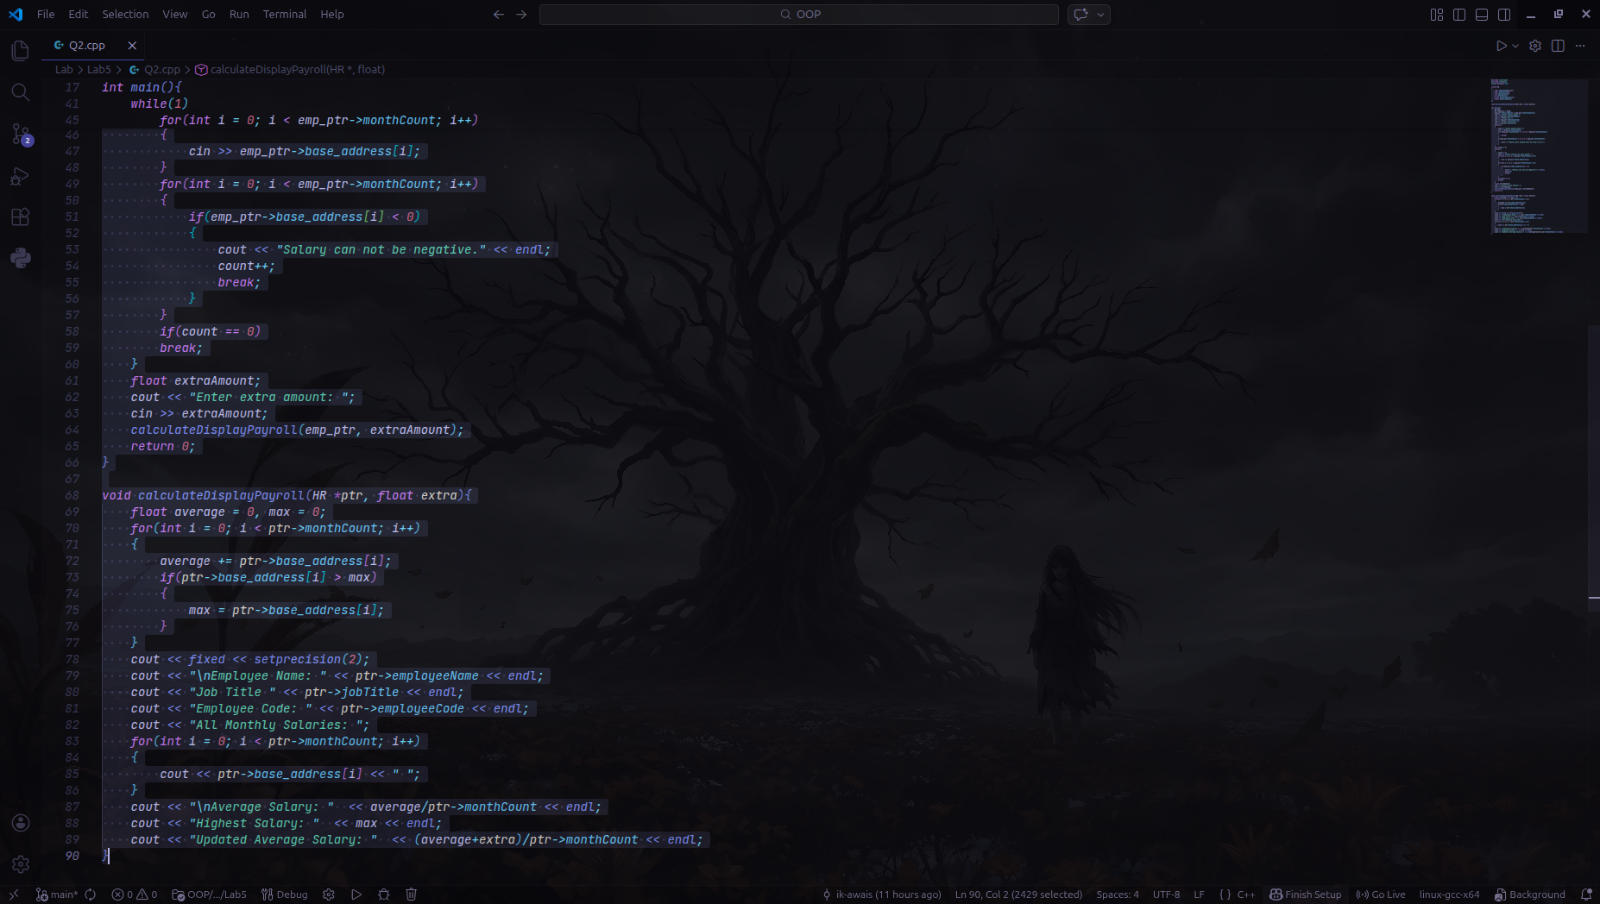 File Edit Selection View Go Run Terminal Help
OOP
Q2.cpp
Lab > Lab5 > Q2.cpp > calculateDisplayPayroll(HR *, float)
17 int main(){
41 while(1)
45 for(int i = 0; i < emp_ptr->monthCount; i++)
46 {
47 cin >> emp_ptr->base_address[i];
48 }
49 for(int i = 0; i < emp_ptr->monthCount; i++)
50 {
51 if(emp_ptr->base_address[i] < 0)
52 {
53 cout << "Salary can not be negative." << endl;
54 count++;
55 break;
56 }
57 }
58 if(count == 0)
59 break;
60 }
61 float extraAmount;
62 cout << "Enter extra amount: ";
63 cin >> extraAmount;
64 calculateDisplayPayroll(emp_ptr, extraAmount);
65 return 0;
66 }
67
68 void calculateDisplayPayroll(HR *ptr, float extra){
69 float average = 0, max = 0;
70 for(int i = 0; i < ptr->monthCount; i++)
71 {
72 average += ptr->base_address[i];
73 if(ptr->base_address[i] > max)
74 {
75 max = ptr->base_address[i];
76 }
77 }
78 cout << fixed << setprecision(2);
79 cout << "\nEmployee Name: " << ptr->employeeName << endl;
80 cout << "Job Title " << ptr->jobTitle << endl;
81 cout << "Employee Code: " << ptr->employeeCode << endl;
82 cout << "All Monthly Salaries: ";
83 for(int i = 0; i < ptr->monthCount; i++)
84 {
85 cout << ptr->base_address[i] << " ";
86 }
87 cout << "\nAverage Salary: " << average/ptr->monthCount << endl;
88 cout << "Highest Salary: " << max << endl;
89 cout << "Updated Average Salary: " << (average+extra)/ptr->monthCount << endl;
90 }
2
main* 0 0 OOP/.../Lab5 Debug ik-awais (11 hours ago) Ln 90, Col 2 (2429 selected) Spaces: 4 UTF-8 LF {} C++ Finish Setup Go Live linux-gcc-x64 Background